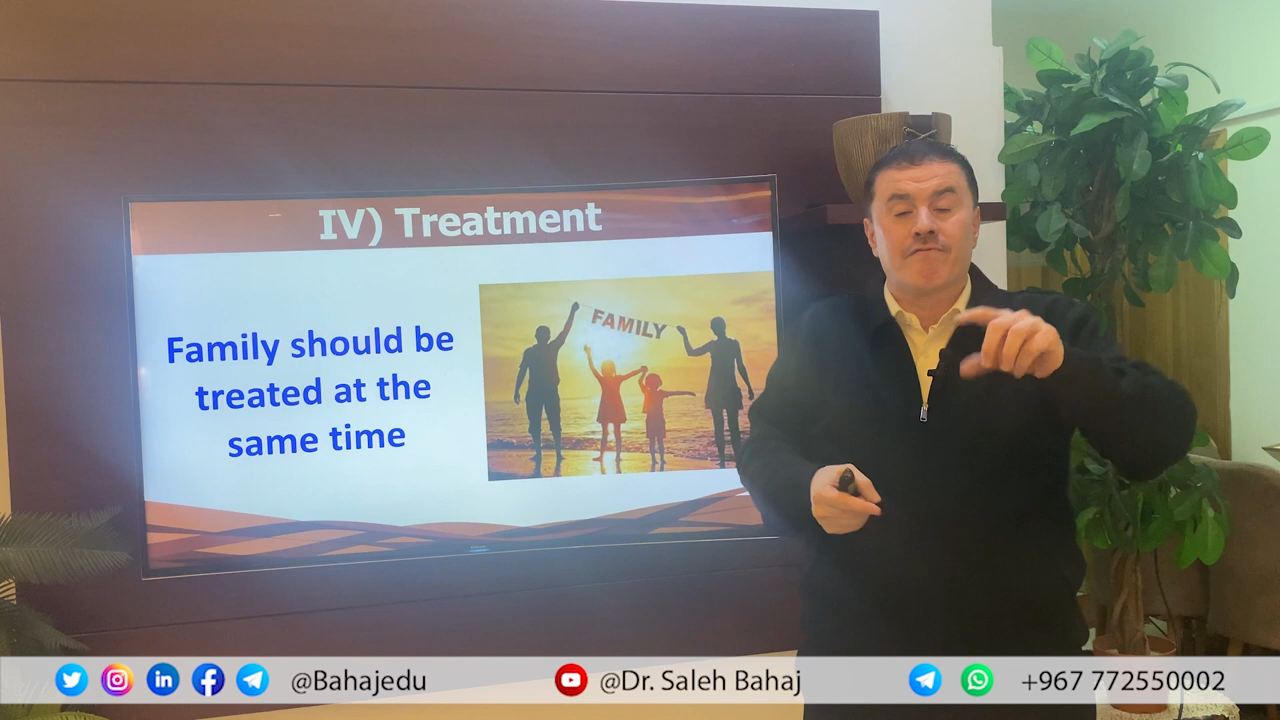 IV) Treatment
Family should be
treated at the
same time
FAMILY
@Bahajedu
@Dr. Saleh Bahaj
+967 772550002